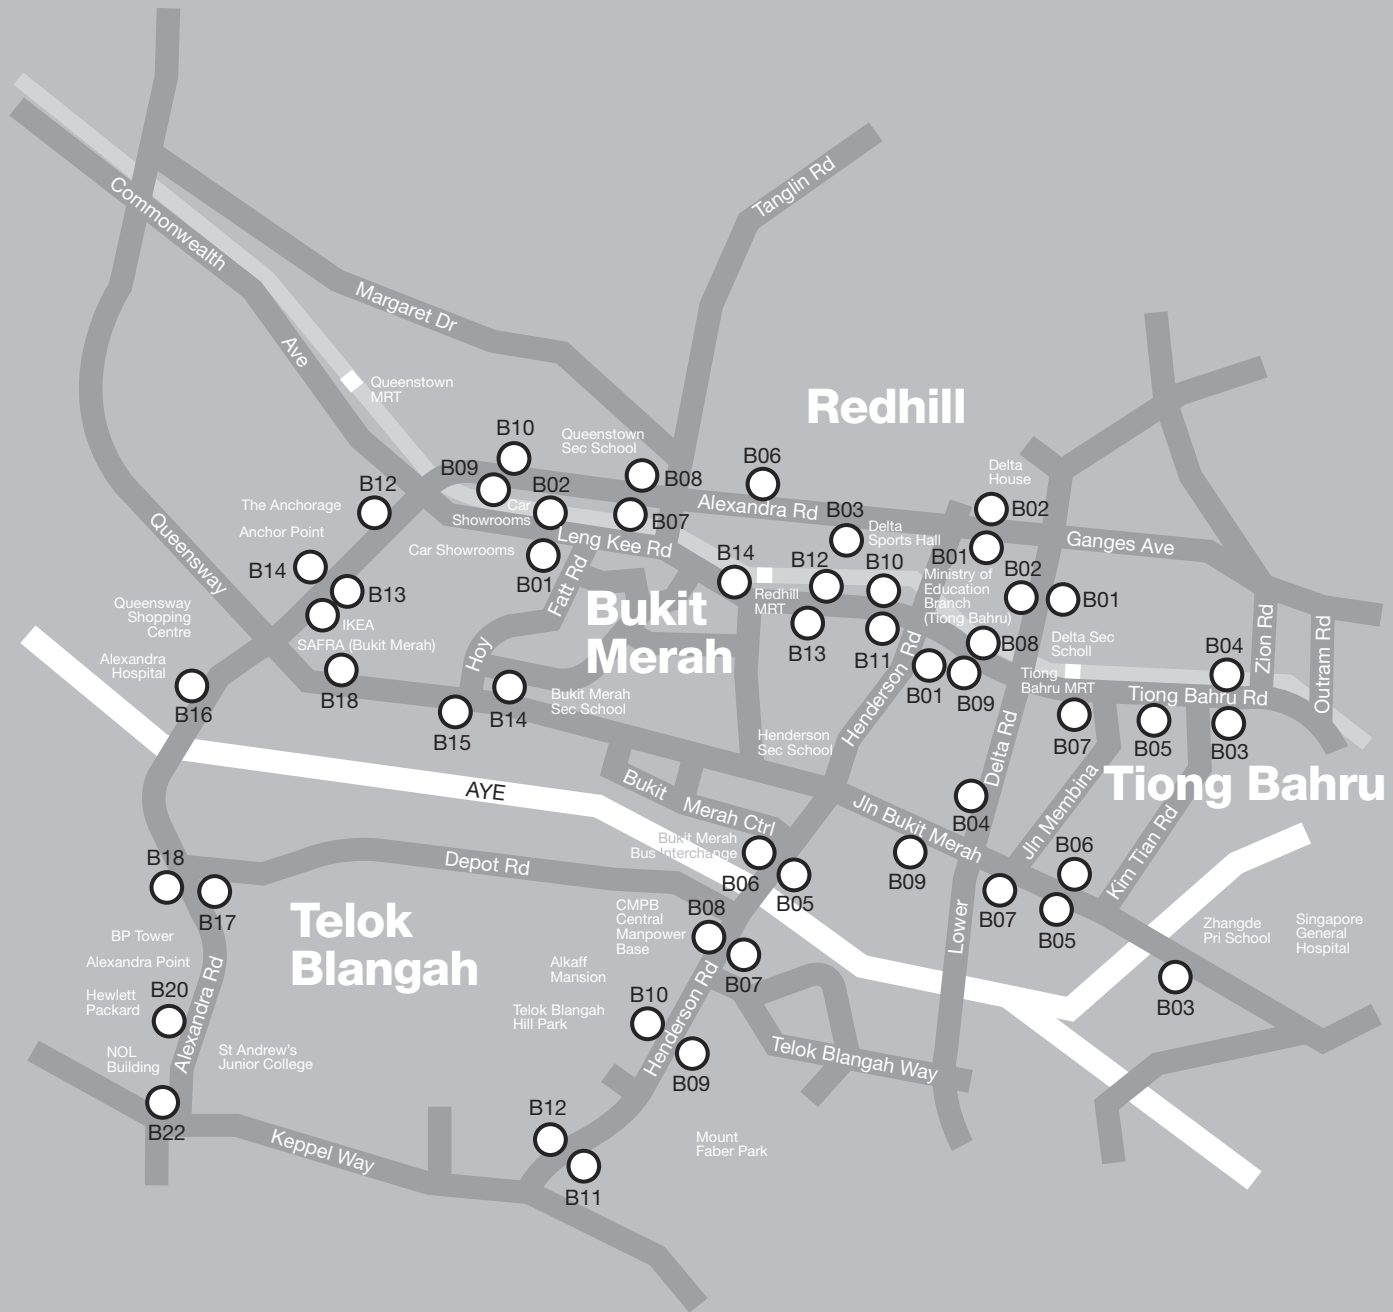 Tanglin Rd
Commonwealth
Ave
Margaret Dr
Queenstown
MRT
Redhill
B10
Queenstown
Sec School
B09
B08
B06
Delta
House
B12
B02
The Anchorage
Car
Showrooms
B07
Alexandra Rd
B03
B02
Queensway
Anchor Point
Car Showrooms
Leng Kee Rd
Delta
Sports Hall
B01
Ganges Ave
B14
B01
Fatt Rd
B14
B12
B10
Ministry of
Education
Branch
(Tiong Bahru)
B02
B13
Bukit
Merah
Redhill
MRT
B01
Queensway
Shopping
Centre
IKEA
SAFRA (Bukit Merah)
Hoy
B13
B11
B08
Delta Sec
Scholl
Zion Rd
Outram Rd
Alexandra
Hospital
B04
B18
Bukit Merah
Sec School
Henderson Rd
B01
B09
Tiong
Bahru MRT
Tiong Bahru Rd
B16
B15
B14
Henderson
Sec School
Delta Rd
B07
B05
B03
AYE
Bukit Merah Ctrl
Tiong Bahru
Jln Bukit Merah
B04
Jln Membina
Kim Tian Rd
Bukit Merah
Bus Interchange
B18
Depot Rd
B06
B05
B09
B06
B17
Telok
Blangah
CMPB
Central
Manpower
Base
B08
Lower
B07
B05
Zhangde
Pri School
Singapore
General
Hospital
BP Tower
Alexandra Point
Alexandra Rd
Alkaff
Mansion
B07
Hewlett
Packard
B20
B10
Henderson Rd
B03
Telok Blangah
Hill Park
NOL
Building
St Andrew's
Junior College
B09
Telok Blangah Way
B22
B12
Keppel Way
Mount
Faber Park
B11